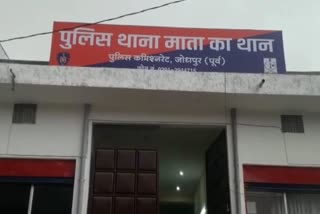 पुलिस थाना माता का थान
पुलिस कमिश्नरेट, जोधपुर (पूर्व)